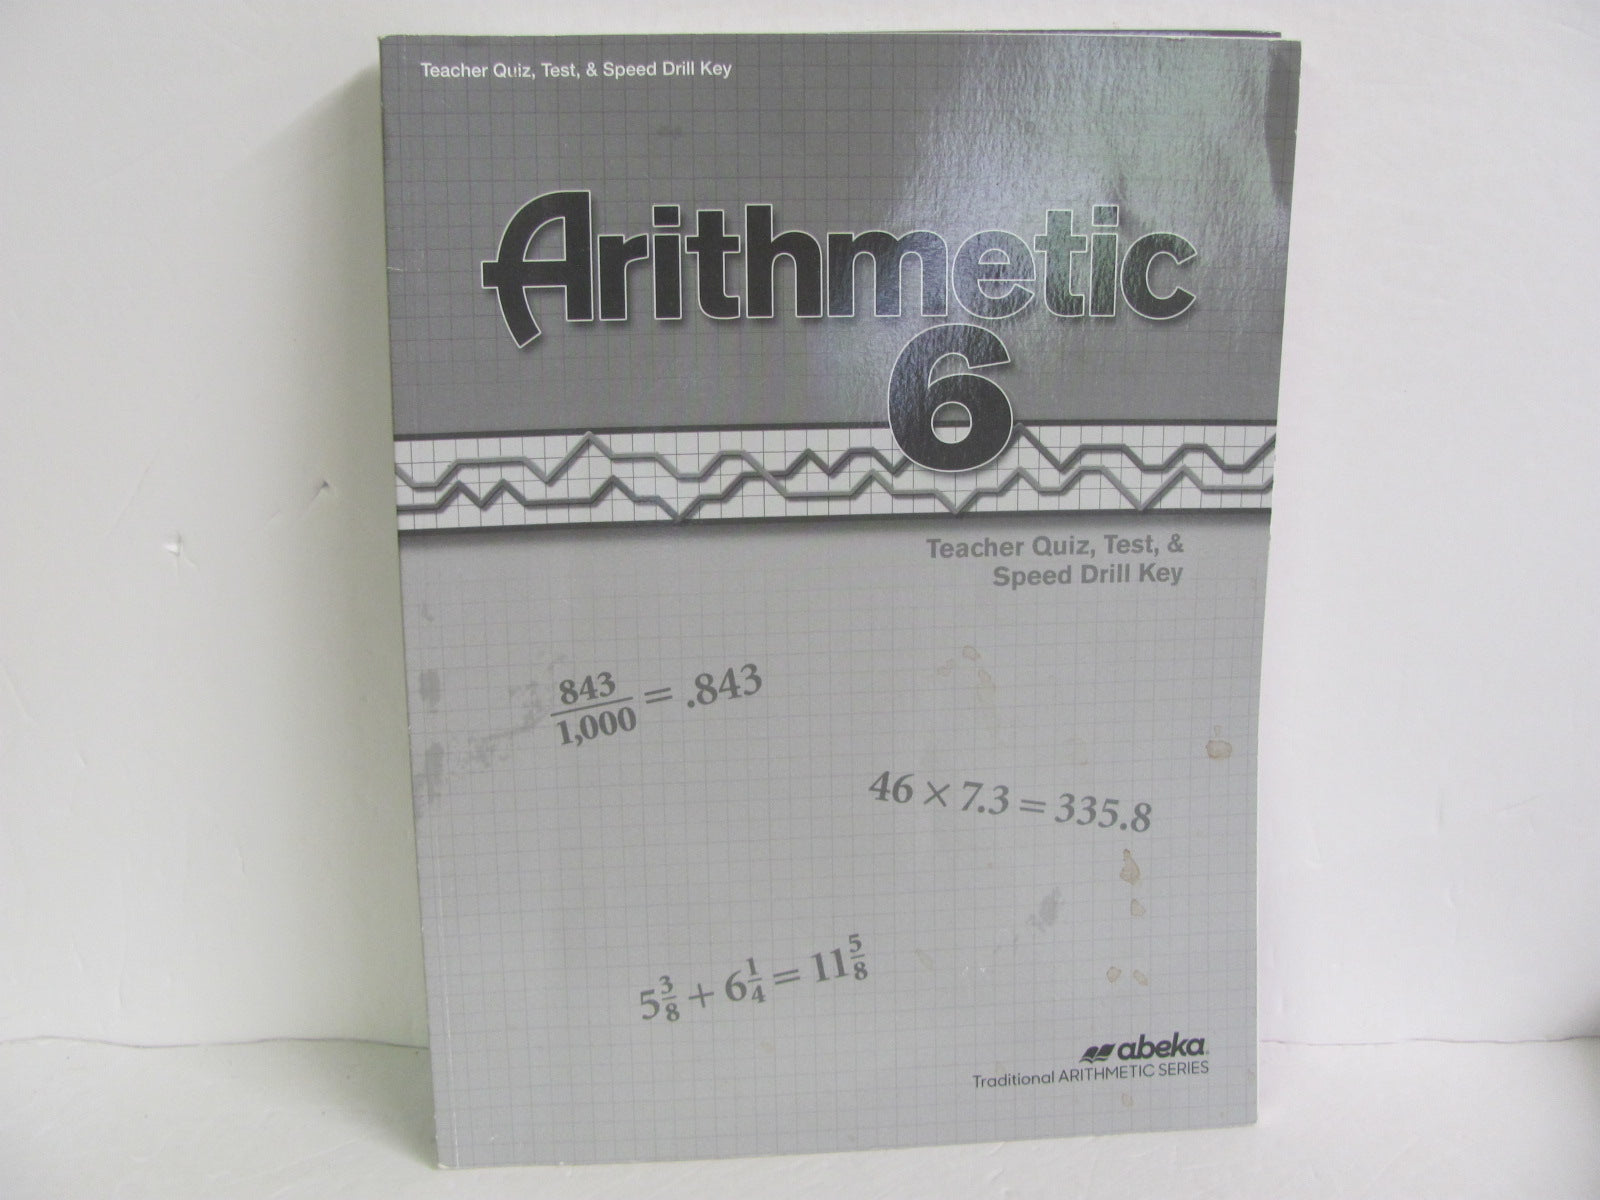 Teacher Quiz, Test, & Speed Drill Key
Arithmetic
6
Teacher Quiz, Test, &
Speed Drill Key
843/1,000 = .843
46 × 7.3 = 335.8
5 3/8 + 6 1/4 = 11 5/8
abeka
Traditional ARITHMETIC SERIES